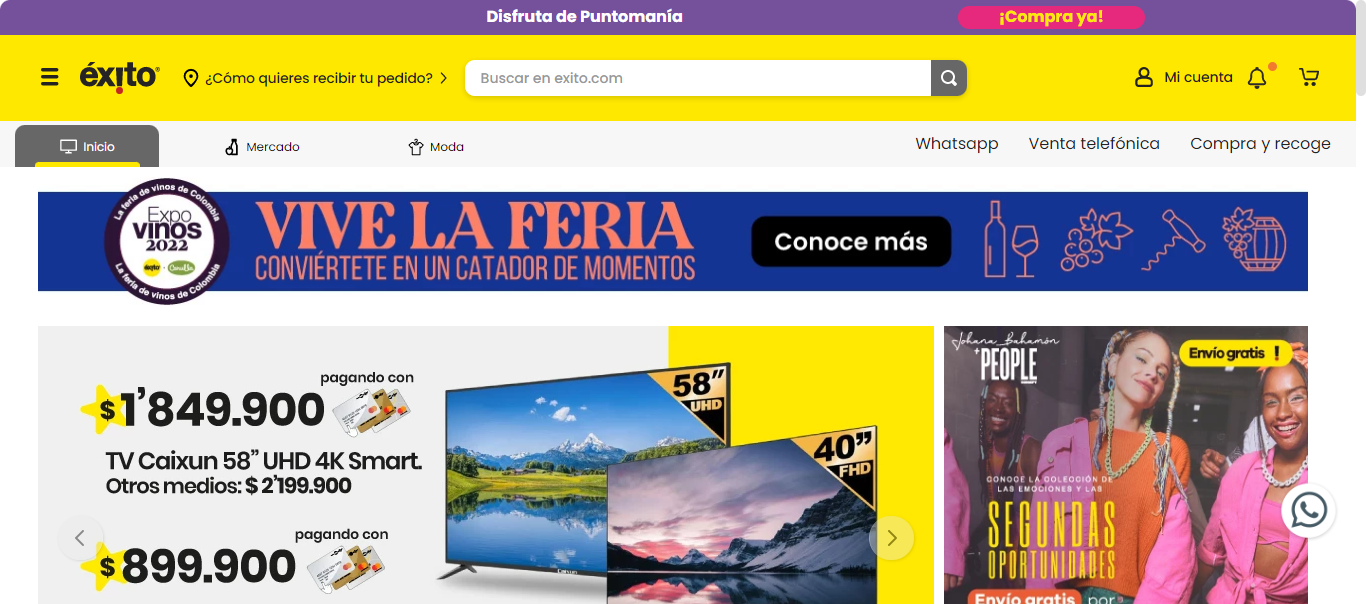 Disfruta de Puntomanía
¡Compra ya!
éxito
¿Cómo quieres recibir tu pedido?
Buscar en exito.com
Mi cuenta
Inicio
Mercado
Moda
Whatsapp
Venta telefónica
Compra y recoge
La feria de vinos de Colombia
Expo
vinos
2022
éxito · Carulla
La feria de vinos de Colombia
VIVE LA FERIA
CONVIÉRTETE EN UN CATADOR DE MOMENTOS
Conoce más
pagando con
$1'849.900
TV Caixun 58” UHD 4K Smart.
Otros medios: $ 2’199.900
pagando con
$899.900
58”
UHD
40”
FHD
Caixun
Johana_Bahamón
+PEOPLE
Envío gratis !
CONOCE LA COLECCIÓN DE
LAS EMOCIONES Y LAS
SEGUNDAS
OPORTUNIDADES
Envío gratis por